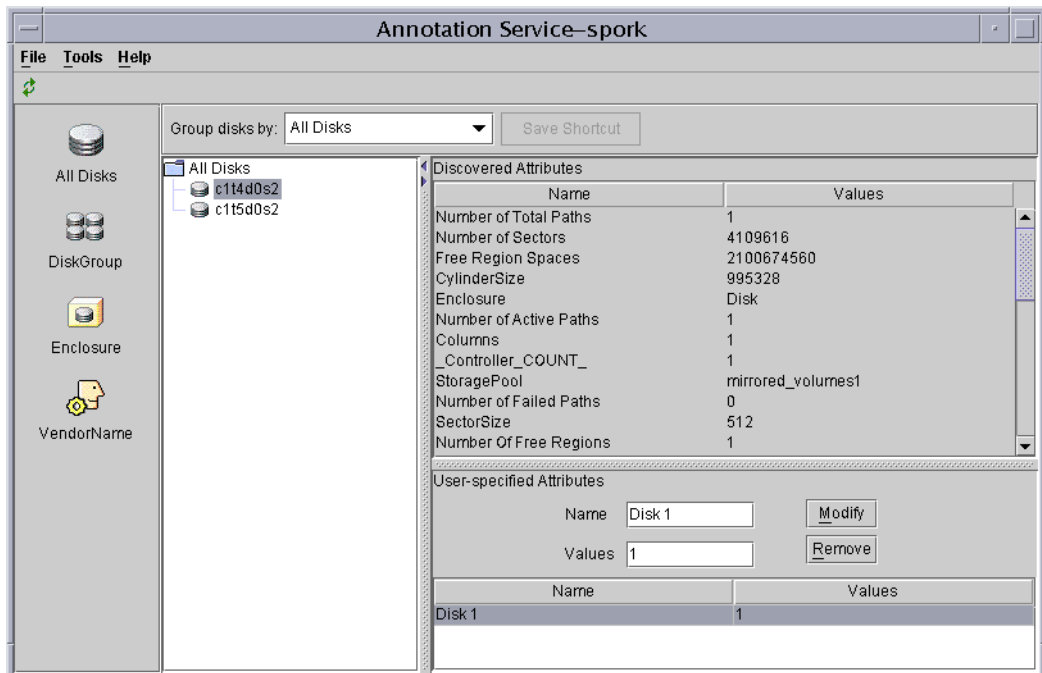 Annotation Service–spork
File Tools Help
Group disks by: All Disks Save Shortcut
All Disks
DiskGroup
Enclosure
VendorName
All Disks
c1t4d0s2
c1t5d0s2
Discovered Attributes
Name Values
Number of Total Paths 1
Number of Sectors 4109616
Free Region Spaces 2100674560
CylinderSize 995328
Enclosure Disk
Number of Active Paths 1
Columns 1
_Controller_COUNT_ 1
StoragePool mirrored_volumes1
Number of Failed Paths 0
SectorSize 512
Number Of Free Regions 1
User-specified Attributes
Name Disk 1 Modify
Values 1 Remove
Name Values
Disk 1 1